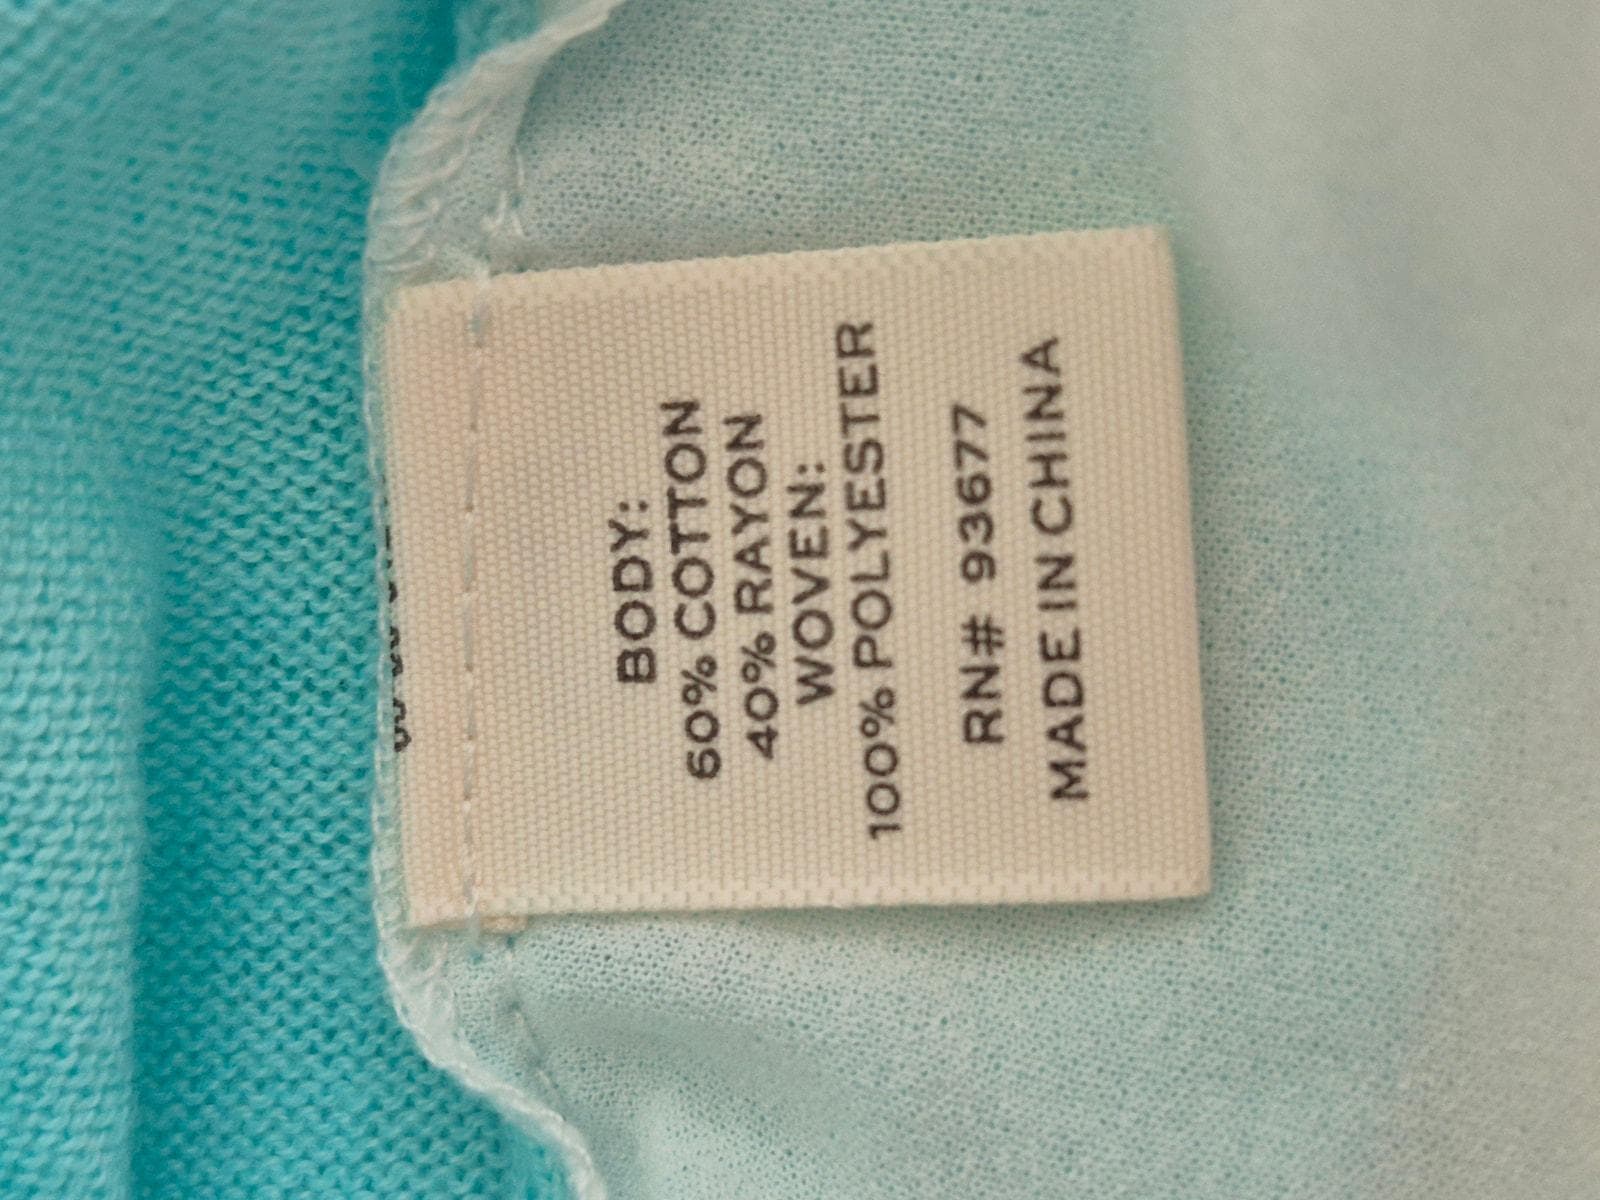 BODY:
60% COTTON
40% RAYON
WOVEN:
100% POLYESTER
RN# 93677
MADE IN CHINA